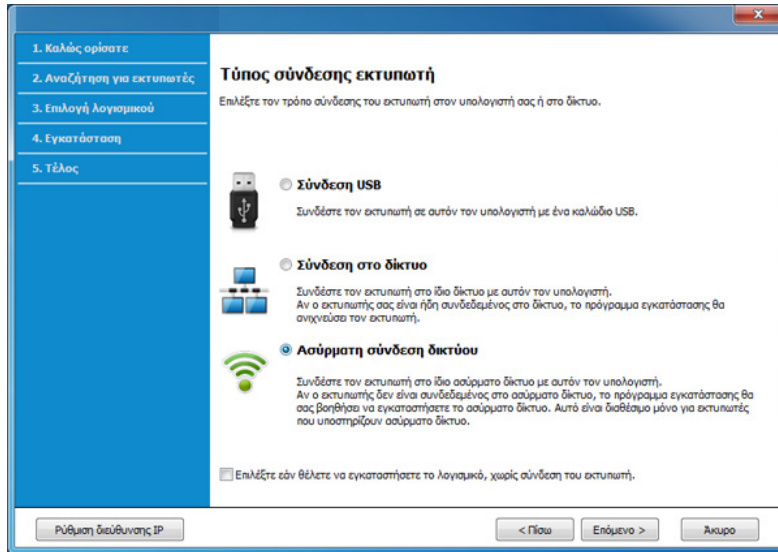 1. Καλώς ορίσατε
2. Αναζήτηση για εκτυπωτές
3. Επιλογή λογισμικού
4. Εγκατάσταση
5. Τέλος
Τύπος σύνδεσης εκτυπωτή
Επιλέξτε τον τρόπο σύνδεσης του εκτυπωτή στον υπολογιστή σας ή στο δίκτυο.
Σύνδεση USB
Συνδέστε τον εκτυπωτή σε αυτόν τον υπολογιστή με ένα καλώδιο USB.
Σύνδεση στο δίκτυο
Συνδέστε τον εκτυπωτή στο ίδιο δίκτυο με αυτόν τον υπολογιστή.
Αν ο εκτυπωτής σας είναι ήδη συνδεδεμένος στο δίκτυο, το πρόγραμμα εγκατάστασης θα
ανιχνεύσει τον εκτυπωτή.
Ασύρματη σύνδεση δικτύου
Συνδέστε τον εκτυπωτή στο ίδιο ασύρματο δίκτυο με αυτόν τον υπολογιστή.
Αν ο εκτυπωτής δεν είναι συνδεδεμένος στο ασύρματο δίκτυο, το πρόγραμμα εγκατάστασης θα
σας βοηθήσει να εγκαταστήσετε το ασύρματο δίκτυο. Αυτό είναι διαθέσιμο μόνο για εκτυπωτές
που υποστηρίζουν ασύρματο δίκτυο.
Επιλέξτε εάν θέλετε να εγκαταστήσετε το λογισμικό, χωρίς σύνδεση του εκτυπωτή.
Ρύθμιση διεύθυνσης IP
< Πίσω
Επόμενο >
Άκυρο